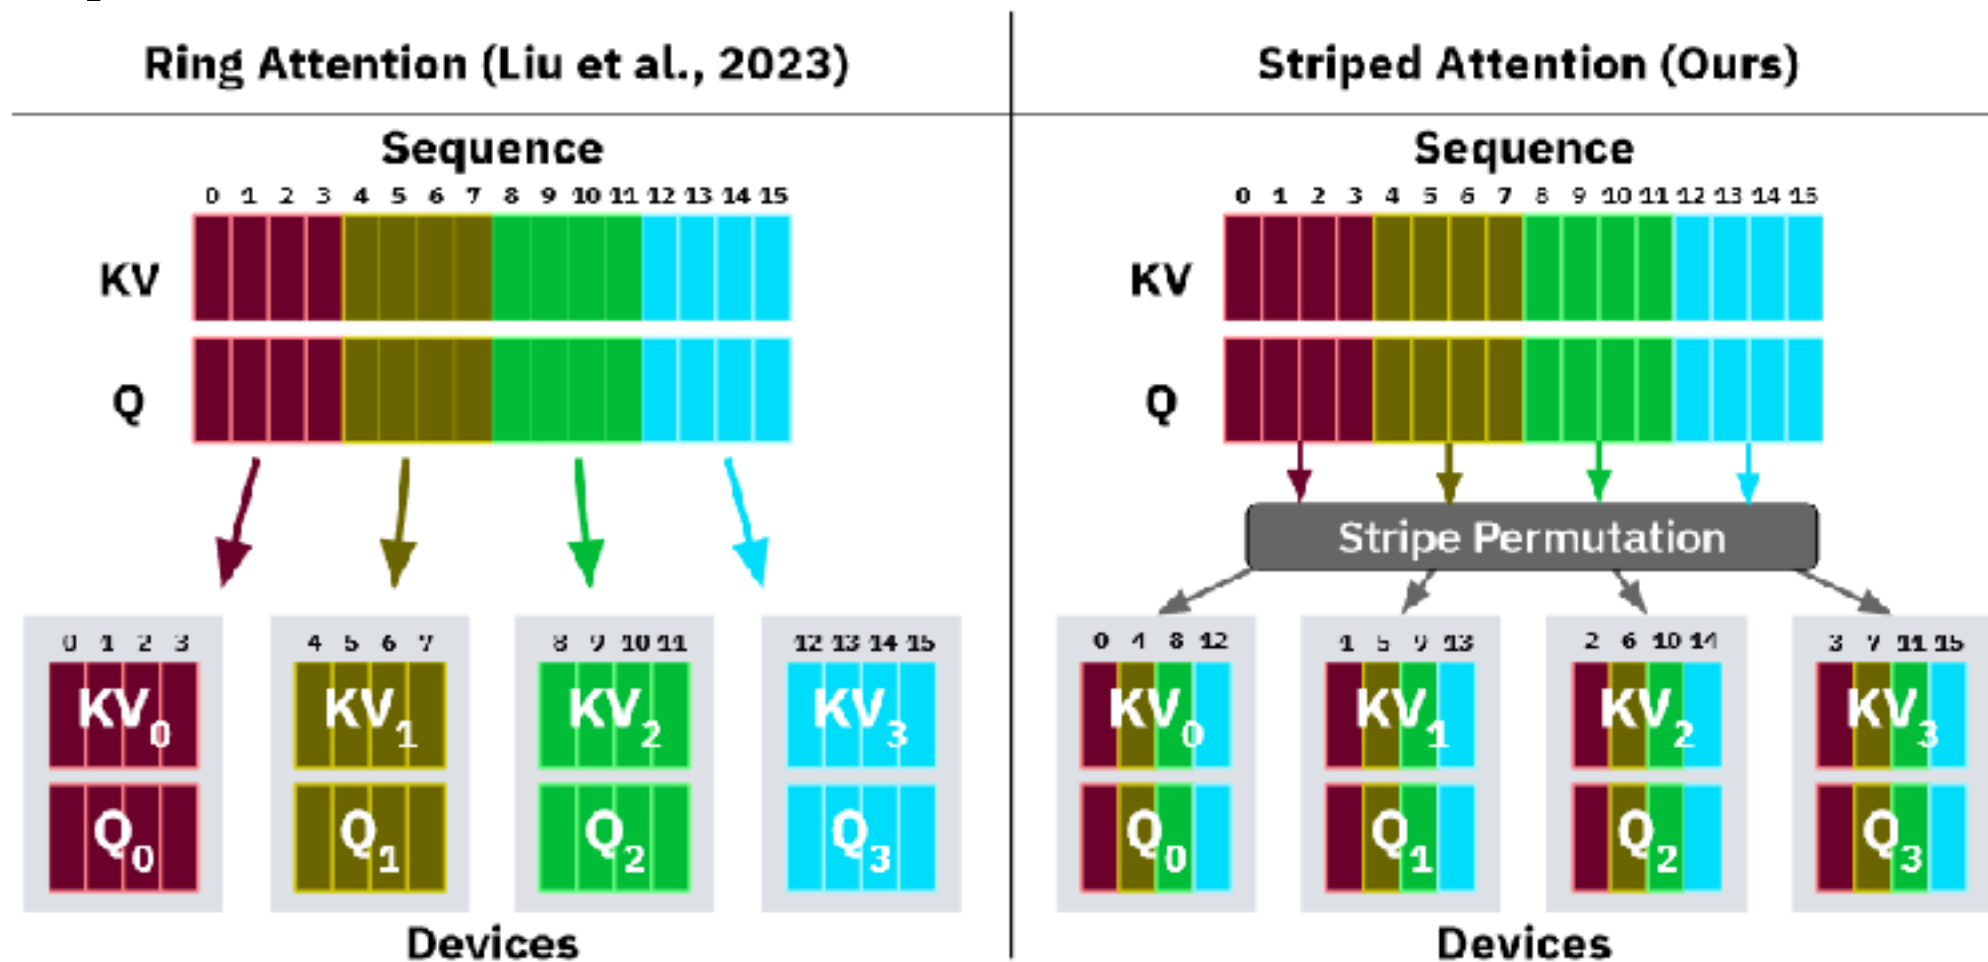 Ring Attention (Liu et al., 2023)
Sequence
0 1 2 3 4 5 6 7 8 9 10 11 12 13 14 15
KV
Q
0 1 2 3
KV0
Q0
4 5 6 7
KV1
Q1
8 9 10 11
KV2
Q2
12 13 14 15
KV3
Q3
Devices
Striped Attention (Ours)
Sequence
0 1 2 3 4 5 6 7 8 9 10 11 12 13 14 15
KV
Q
Stripe Permutation
0 4 8 12
KV0
Q0
1 5 9 13
KV1
Q1
2 6 10 14
KV2
Q2
3 7 11 15
KV3
Q3
Devices